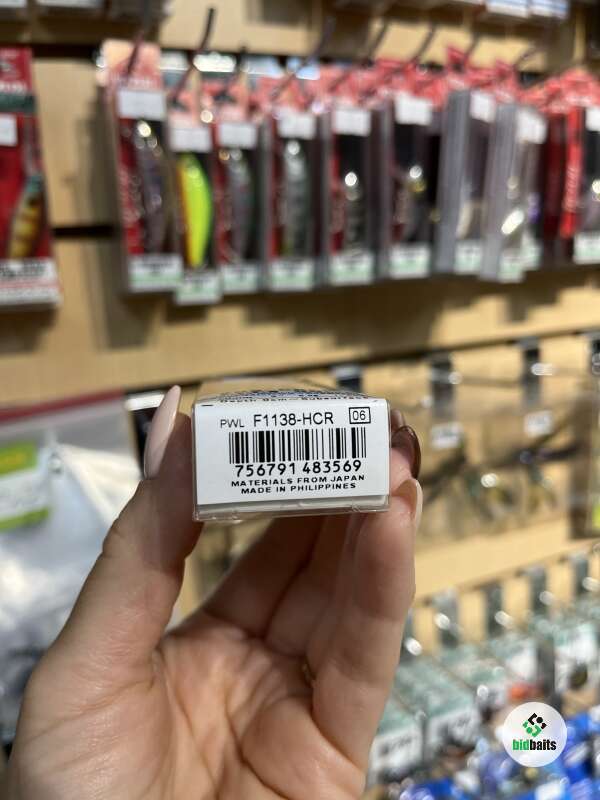 PWL F1138-HCR 06
756791 483569
MATERIALS FROM JAPAN
MADE IN PHILIPPINES
bidbaits